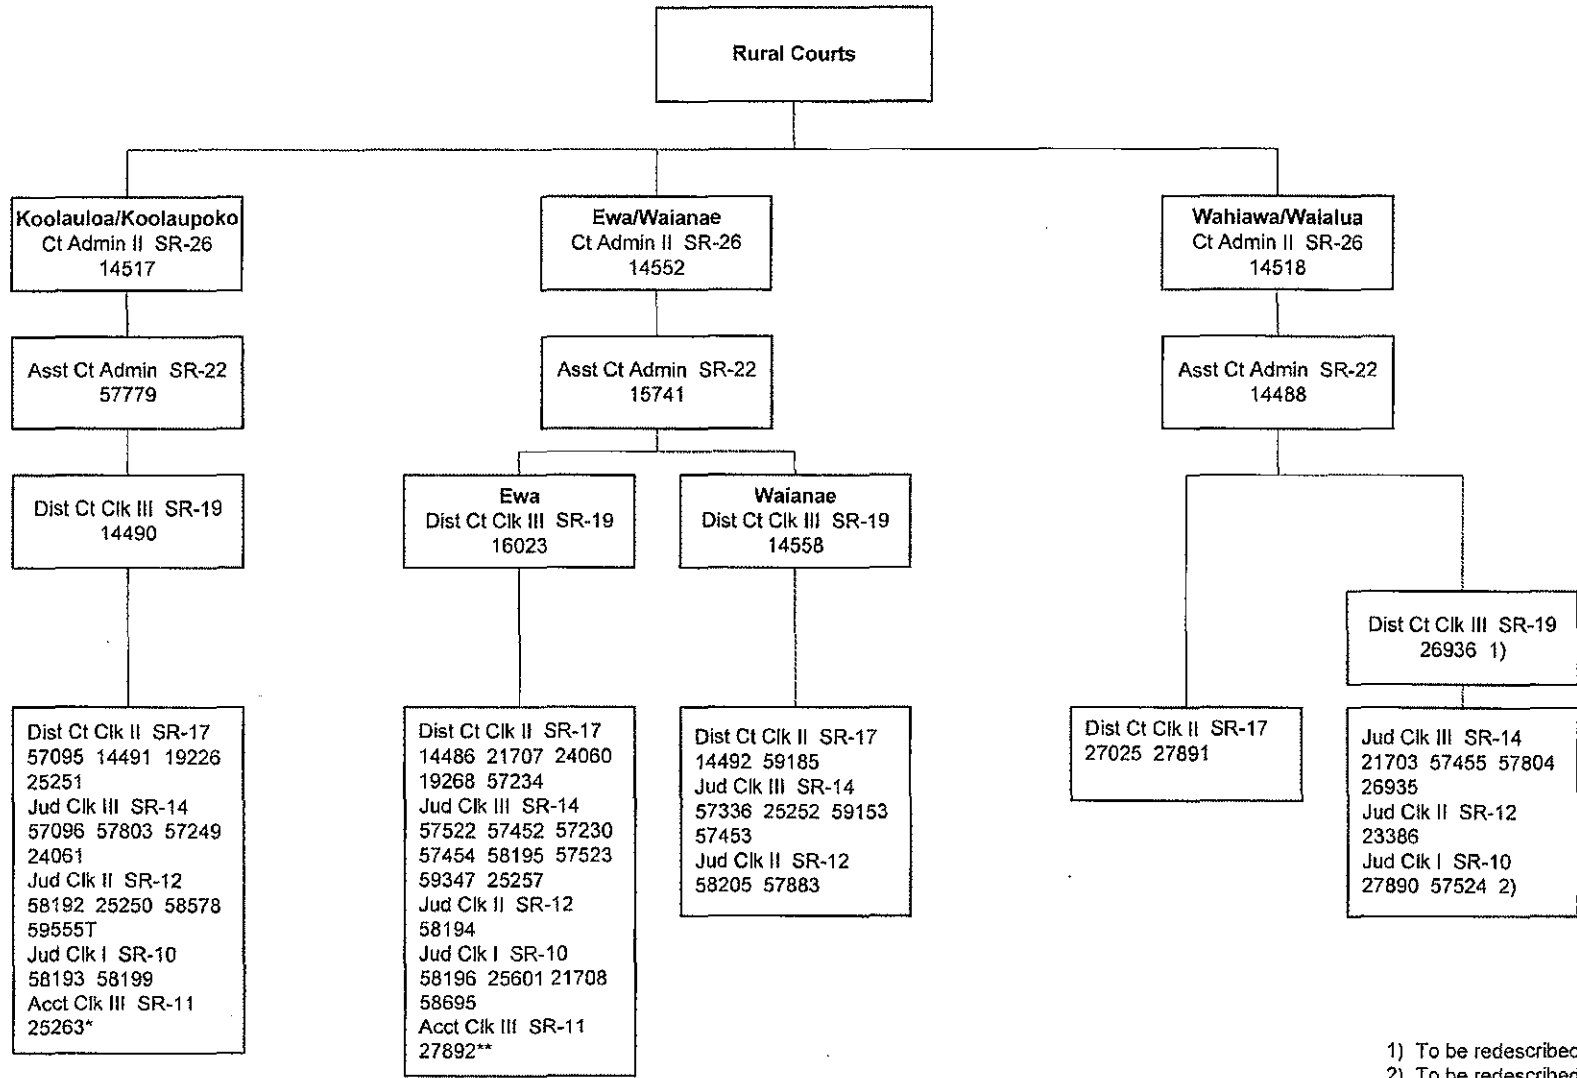 Rural Courts
Koolauloa/Koolaupoko
Ct Admin II SR-26
14517
Ewa/Waianae
Ct Admin II SR-26
14552
Wahiawa/Waialua
Ct Admin II SR-26
14518
Asst Ct Admin SR-22
57779
Asst Ct Admin SR-22
15741
Asst Ct Admin SR-22
14488
Dist Ct Clk III SR-19
14490
Ewa
Dist Ct Clk III SR-19
16023
Waianae
Dist Ct Clk III SR-19
14558
Dist Ct Clk III SR-19
26936 1)
Dist Ct Clk II SR-17
57095 14491 19226
25251
Jud Clk III SR-14
57096 57803 57249
24061
Jud Clk II SR-12
58192 25250 58578
59555T
Jud Clk I SR-10
58193 58199
Acct Clk III SR-11
25263*
Dist Ct Clk II SR-17
14486 21707 24060
19268 57234
Jud Clk III SR-14
57522 57452 57230
57454 58195 57523
59347 25257
Jud Clk II SR-12
58194
Jud Clk I SR-10
58196 25601 21708
58695
Acct Clk III SR-11
27892**
Dist Ct Clk II SR-17
14492 59185
Jud Clk III SR-14
57336 25252 59153
57453
Jud Clk II SR-12
58205 57883
Dist Ct Clk II SR-17
27025 27891
Jud Clk III SR-14
21703 57455 57804
26935
Jud Clk II SR-12
23386
Jud Clk I SR-10
27890 57524 2)
1) To be redescribed
2) To be redescribed